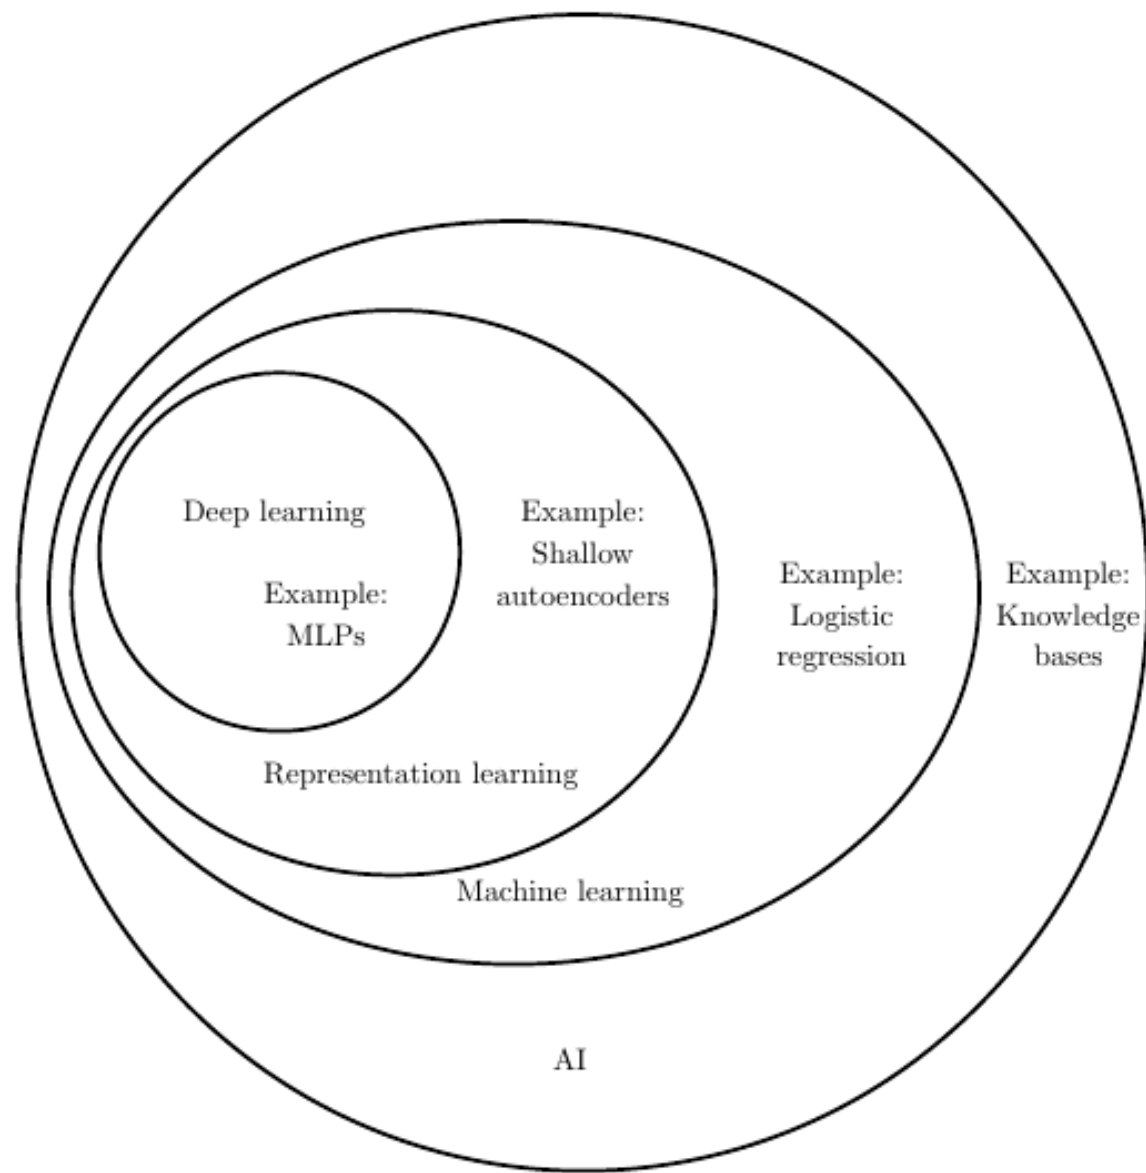 Deep learning
Example:
MLPs
Example:
Shallow
autoencoders
Example:
Logistic
regression
Example:
Knowledge
bases
Representation learning
Machine learning
AI